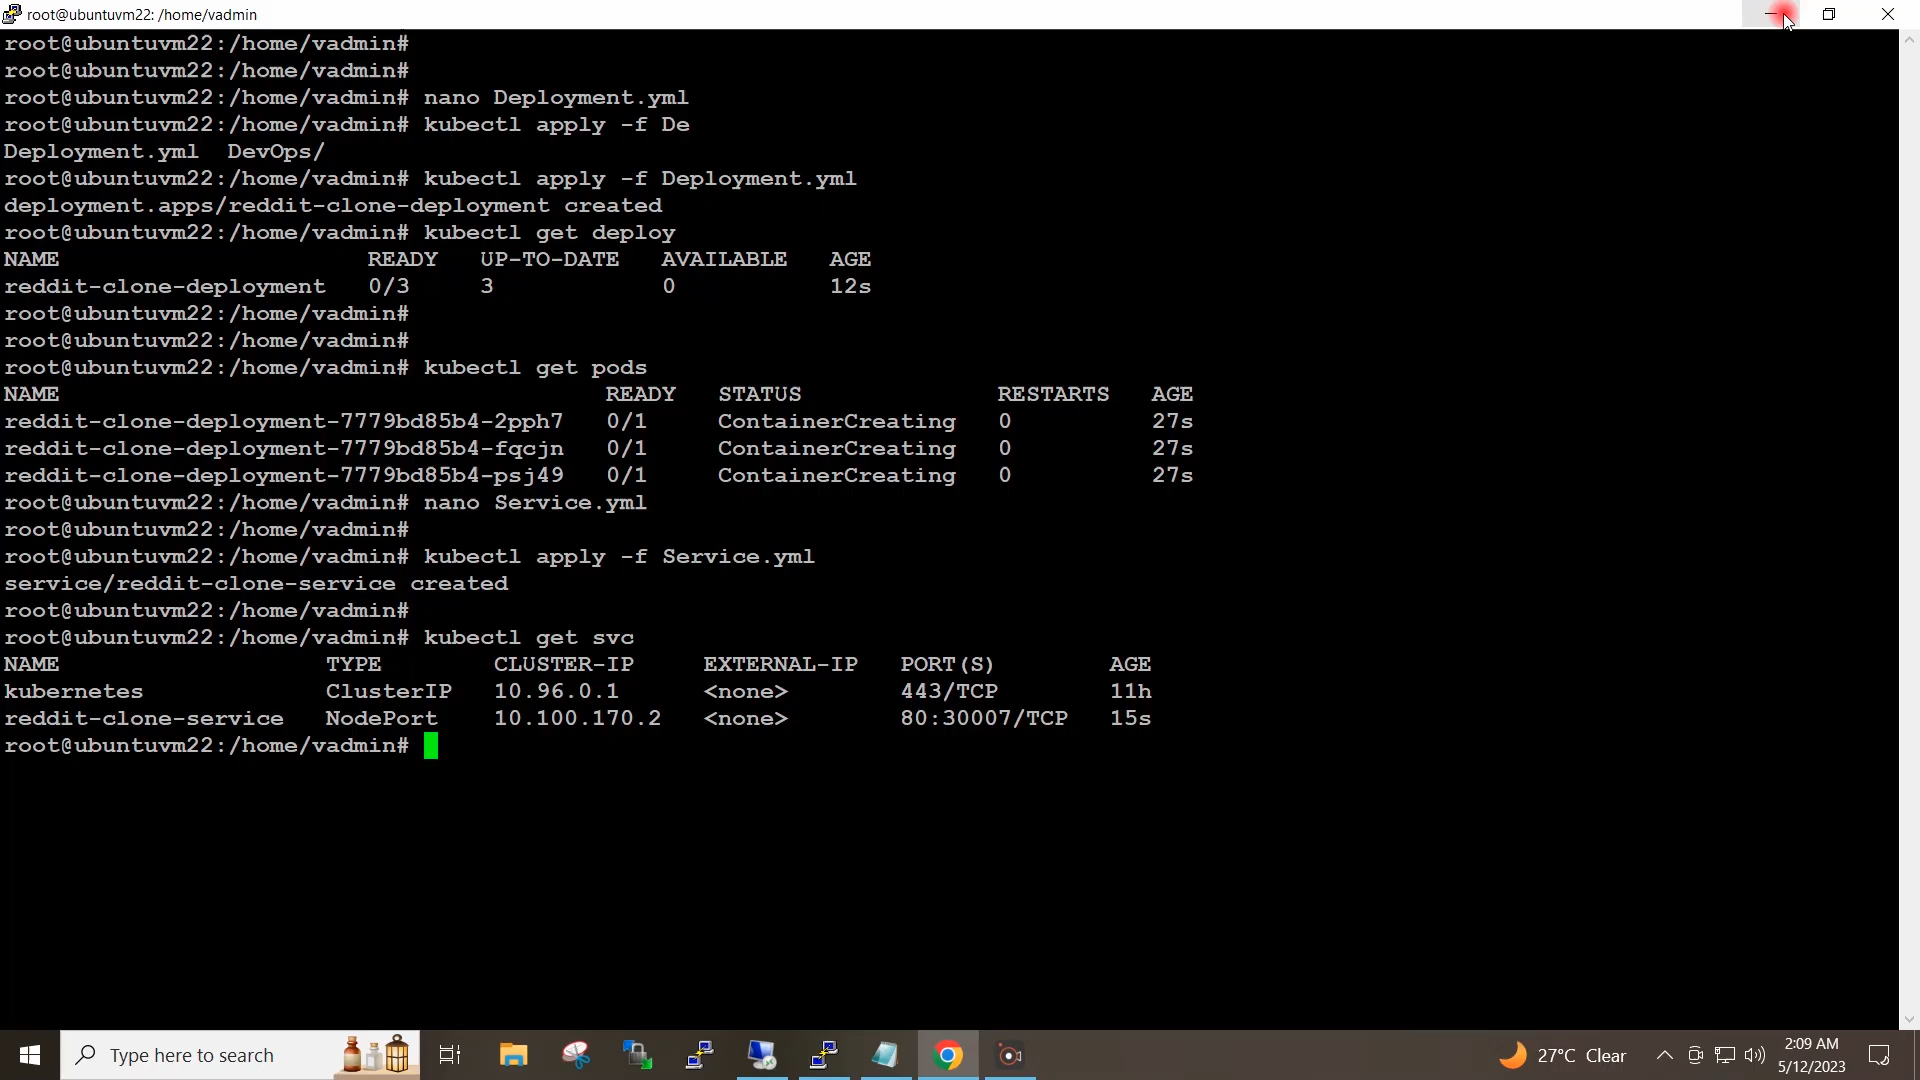 root@ubuntuvm22: /home/vadmin
root@ubuntuvm22:/home/vadmin#
root@ubuntuvm22:/home/vadmin#
root@ubuntuvm22:/home/vadmin# nano Deployment.yml
root@ubuntuvm22:/home/vadmin# kubectl apply -f De
Deployment.yml  DevOps/
root@ubuntuvm22:/home/vadmin# kubectl apply -f Deployment.yml
deployment.apps/reddit-clone-deployment created
root@ubuntuvm22:/home/vadmin# kubectl get deploy
NAME                      READY   UP-TO-DATE   AVAILABLE   AGE
reddit-clone-deployment   0/3     3            0           12s
root@ubuntuvm22:/home/vadmin#
root@ubuntuvm22:/home/vadmin#
root@ubuntuvm22:/home/vadmin# kubectl get pods
NAME                                       READY   STATUS              RESTARTS   AGE
reddit-clone-deployment-7779bd85b4-2pph7   0/1     ContainerCreating   0          27s
reddit-clone-deployment-7779bd85b4-fqcjn   0/1     ContainerCreating   0          27s
reddit-clone-deployment-7779bd85b4-psj49   0/1     ContainerCreating   0          27s
root@ubuntuvm22:/home/vadmin# nano Service.yml
root@ubuntuvm22:/home/vadmin#
root@ubuntuvm22:/home/vadmin# kubectl apply -f Service.yml
service/reddit-clone-service created
root@ubuntuvm22:/home/vadmin#
root@ubuntuvm22:/home/vadmin# kubectl get svc
NAME                   TYPE        CLUSTER-IP     EXTERNAL-IP   PORT(S)        AGE
kubernetes             ClusterIP   10.96.0.1      <none>        443/TCP        11h
reddit-clone-service   NodePort    10.100.170.2   <none>        80:30007/TCP   15s
root@ubuntuvm22:/home/vadmin#
Type here to search
27°C Clear
2:09 AM
5/12/2023